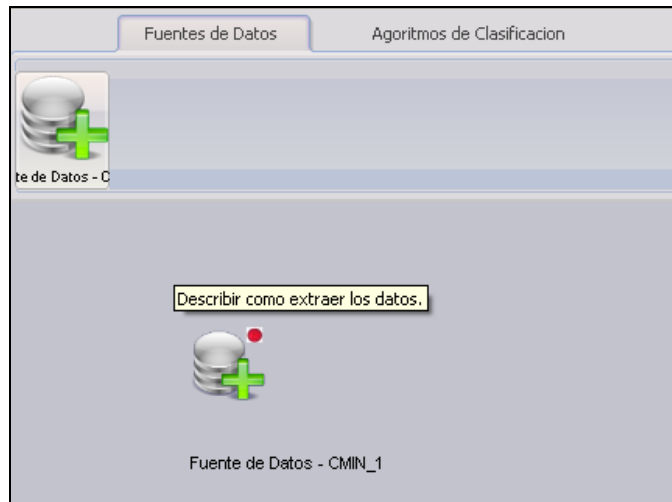 Fuentes de Datos
Agoritmos de Clasificacion
te de Datos - C
Describir como extraer los datos.
Fuente de Datos - CMIN_1